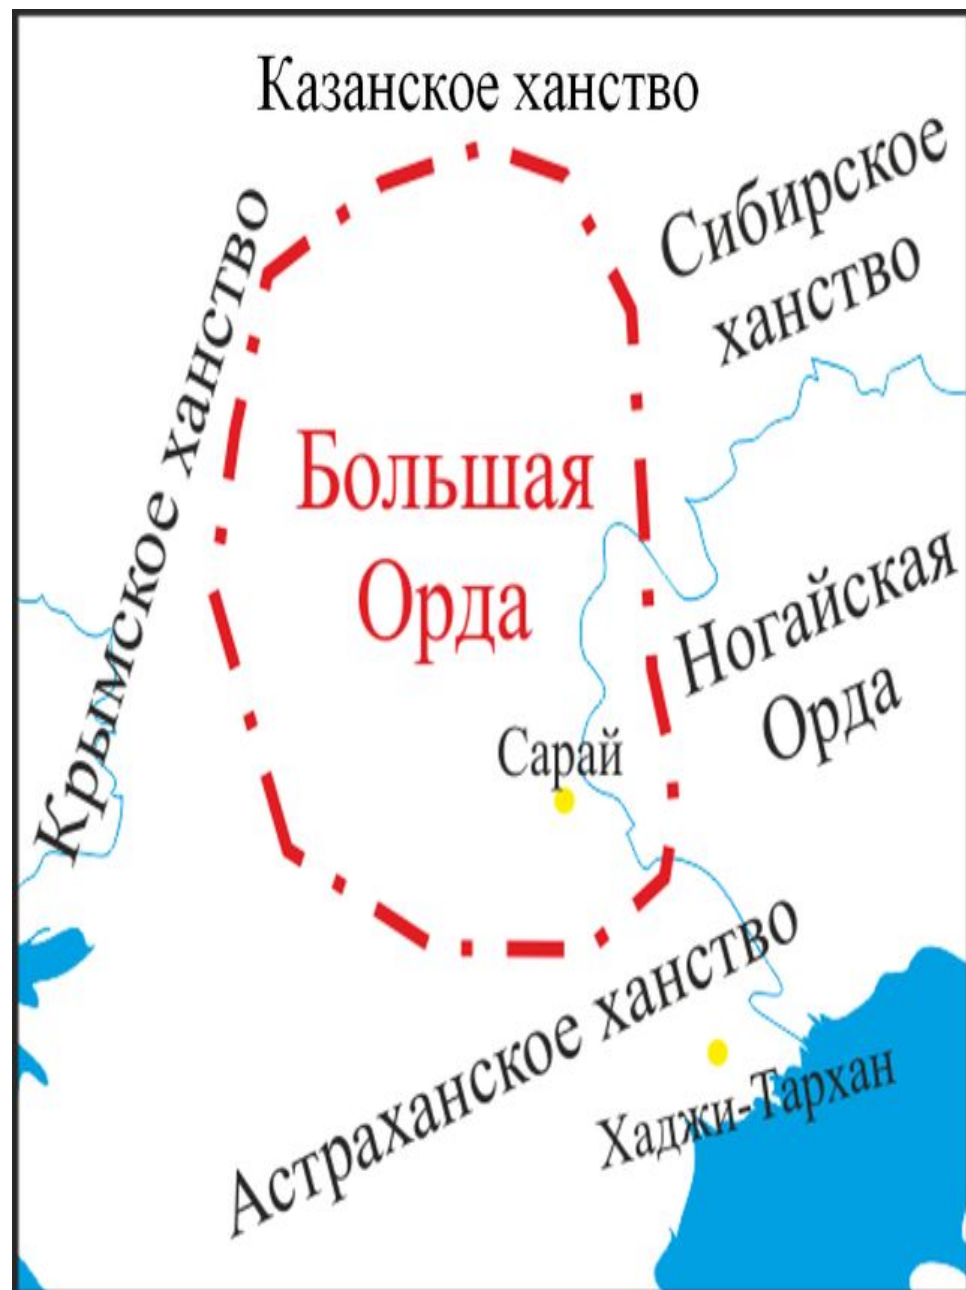 Казанское ханство
Сибирское
ханство
Крымское ханство
Большая
Орда
Ногайская
Орда
Сарай
Астраханское ханство
Хаджи-Тархан